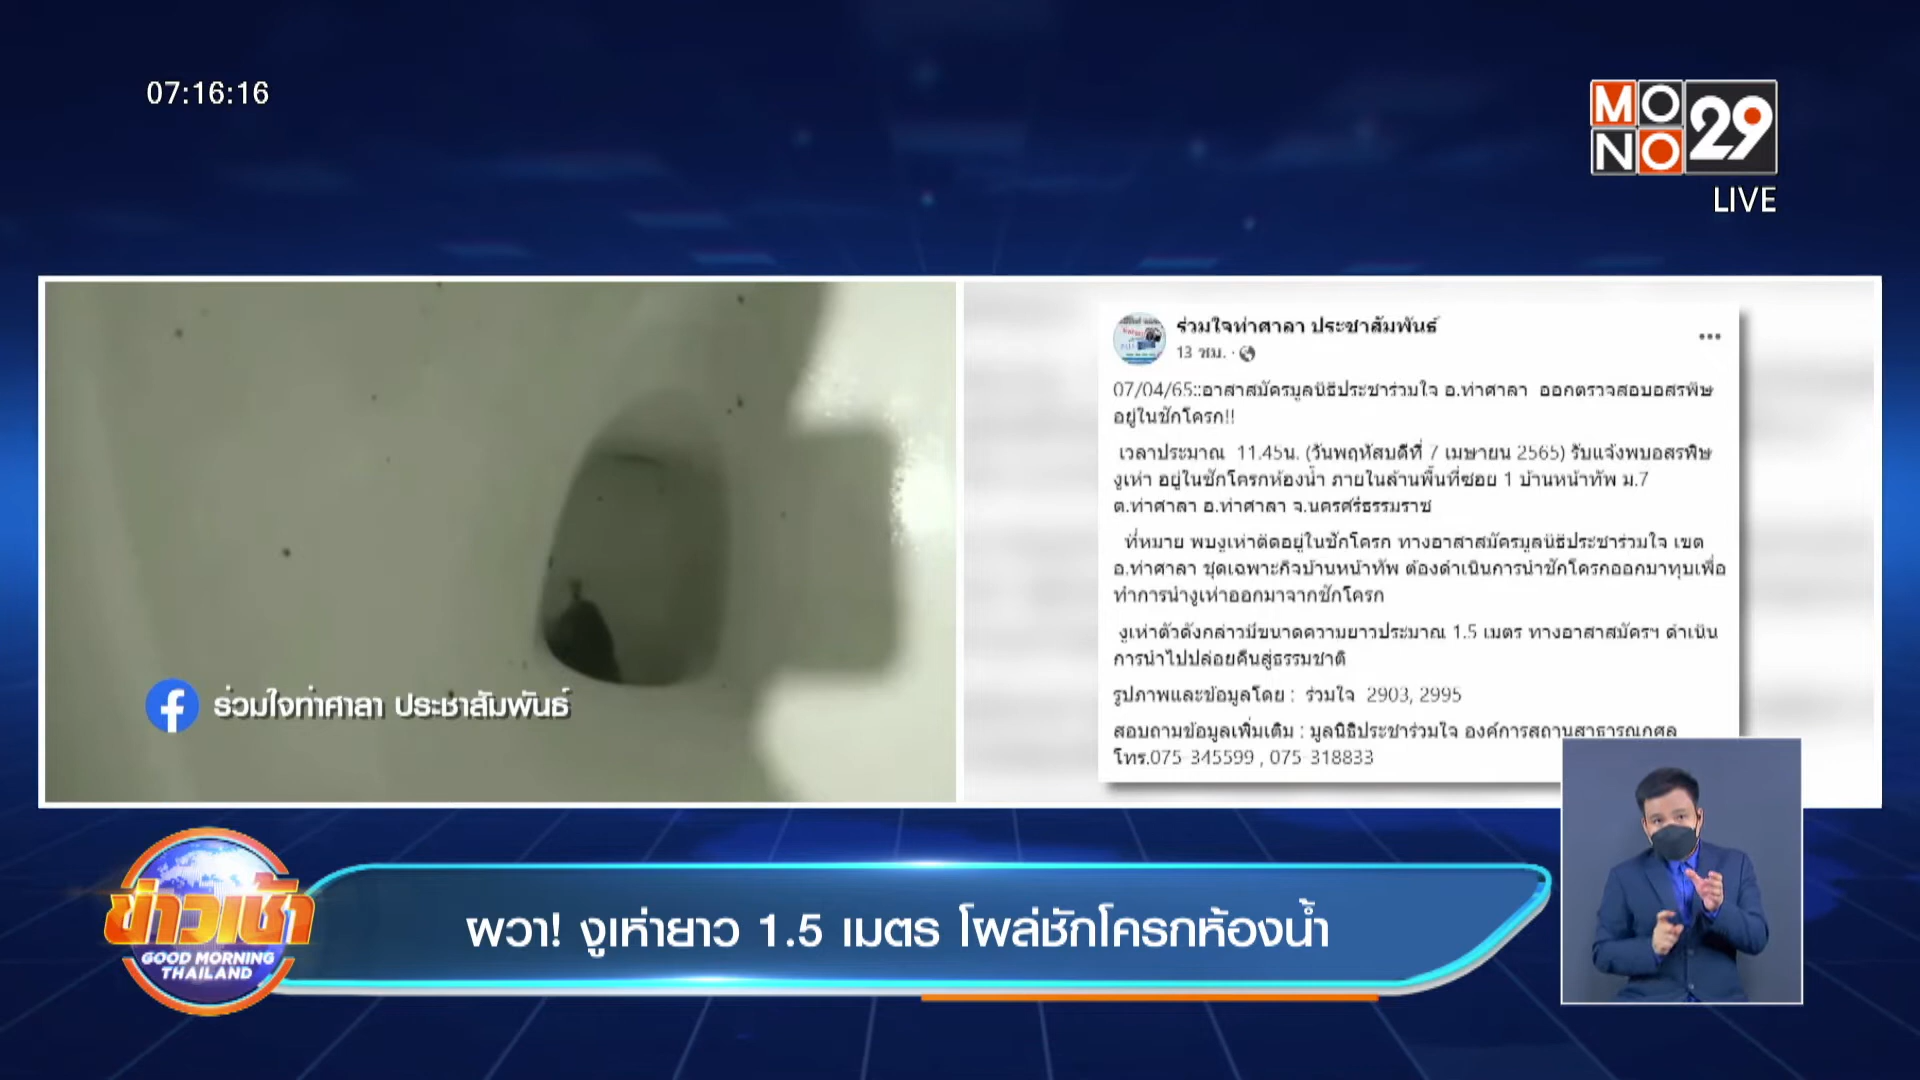 07:16:16
MONO 29
LIVE
ร่วมใจท่าศาลา ประชาสัมพันธ์
13 ชม. ·
07/04/65::อาสาสมัครมูลนิธิประชาร่วมใจ อ.ท่าศาลา ออกตรวจสอบอสรพิษ
อยู่ในชักโครก!!
เวลาประมาณ 11.45น. (วันพฤหัสบดีที่ 7 เมษายน 2565) รับแจ้งพบอสรพิษ
งูเห่า อยู่ในชักโครกห้องน้ำ ภายในล้านพื้นที่ซอย 1 บ้านหน้าทัพ ม.7
ต.ท่าศาลา อ.ท่าศาลา จ.นครศรีธรรมราช
ที่หมาย พบงูเห่าติดอยู่ในชักโครก ทางอาสาสมัครมูลนิธิประชาร่วมใจ เขต
อ.ท่าศาลา ชุดเฉพาะกิจบ้านหน้าทัพ ต้องดำเนินการนำชักโครกออกมาทุบเพื่อ
ทำการนำงูเห่าออกมาจากชักโครก
งูเห่าตัวดังกล่าวมีขนาดความยาวประมาณ 1.5 เมตร ทางอาสาสมัครฯ ดำเนิน
การนำไปปล่อยคืนสู่ธรรมชาติ
รูปภาพและข้อมูลโดย : ร่วมใจ 2903, 2995
สอบถามข้อมูลเพิ่มเติม : มูลนิธิประชาร่วมใจ องค์การสถานสาธารณกุศล
โทร.075-345599 , 075-318833
ร่วมใจท่าศาลา ประชาสัมพันธ์
ข่าวเช้า
GOOD MORNING
THAILAND
ผวา! งูเห่ายาว 1.5 เมตร โผล่ชักโครกห้องน้ำ